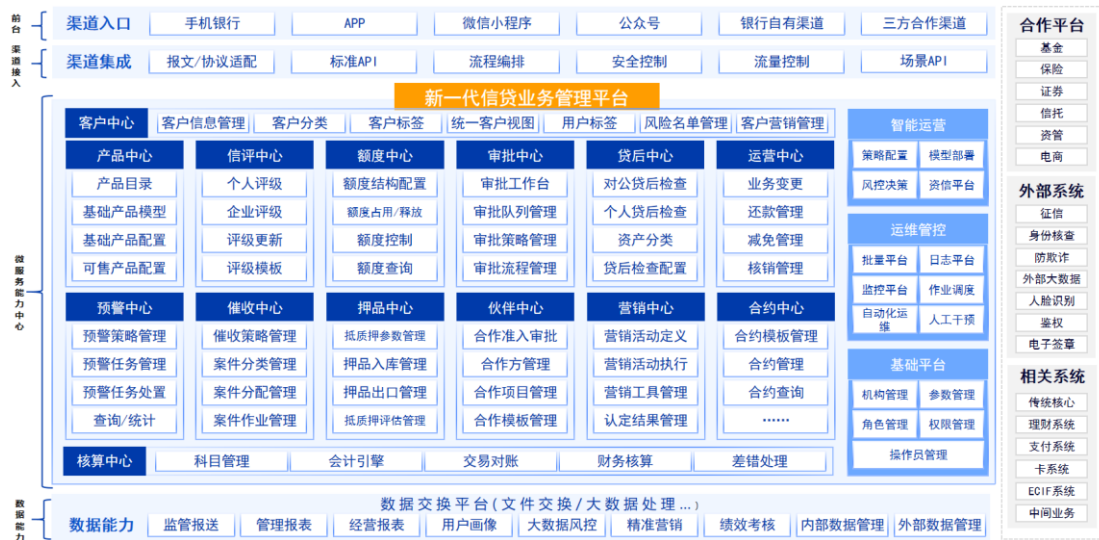 前台
渠道入口 手机银行 APP 微信小程序 公众号 银行自有渠道 三方合作渠道
渠道接入
渠道集成 报文/协议适配 标准API 流程编排 安全控制 流量控制 场景API
微服务能力中心
新一代信贷业务管理平台
客户中心 客户信息管理 客户分类 客户标签 统一客户视图 用户标签 风险名单管理 客户营销管理
产品中心 信评中心 额度中心 审批中心 贷后中心 运营中心
产品目录 个人评级 额度结构配置 审批工作台 对公贷后检查 业务变更
基础产品模型 企业评级 额度占用/释放 审批队列管理 个人贷后检查 还款管理
基础产品配置 评级更新 额度控制 审批策略管理 资产分类 减免管理
可售产品配置 评级模板 额度查询 审批流程管理 贷后检查配置 核销管理
预警中心 催收中心 押品中心 伙伴中心 营销中心 合约中心
预警策略管理 催收策略管理 抵质押参数管理 合作准入审批 营销活动定义 合约模板管理
预警任务管理 案件分类管理 押品入库管理 合作方管理 营销活动执行 合约管理
预警任务处置 案件分配管理 押品出口管理 合作项目管理 营销工具管理 合约查询
查询/统计 案件作业管理 抵质押评估管理 合作模板管理 认定结果管理 ……
核算中心 科目管理 会计引擎 交易对账 财务核算 差错处理
智能运营
策略配置 模型部署
风控决策 资信平台
运维管控
批量平台 日志平台
监控平台 作业调度
自动化运维 人工干预
基础平台
机构管理 参数管理
角色管理 权限管理
操作员管理
数据能力
数据交换平台(文件交换/大数据处理…)
数据能力 监管报送 管理报表 经营报表 用户画像 大数据风控 精准营销 绩效考核 内部数据管理 外部数据管理
合作平台
基金
保险
证券
信托
资管
电商
外部系统
征信
身份核查
防欺诈
外部大数据
人脸识别
鉴权
电子签章
相关系统
传统核心
理财系统
支付系统
卡系统
ECIF系统
中间业务